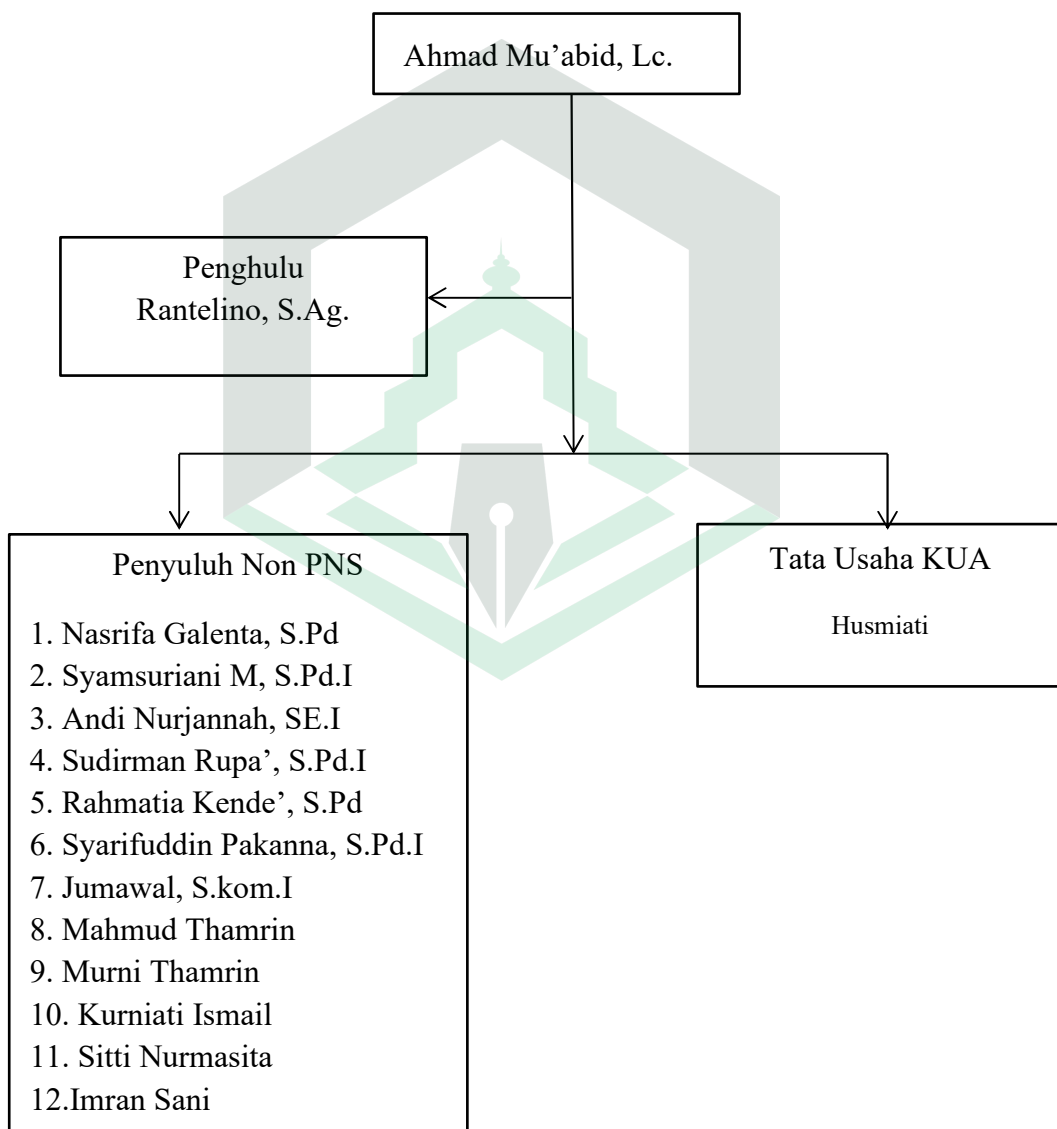 Ahmad Mu’abid, Lc.
Penghulu
Rantelino, S.Ag.
Penyuluh Non PNS
1. Nasrifa Galenta, S.Pd
2. Syamsuriani M, S.Pd.I
3. Andi Nurjannah, SE.I
4. Sudirman Rupa’, S.Pd.I
5. Rahmatia Kende’, S.Pd
6. Syarifuddin Pakanna, S.Pd.I
7. Jumawal, S.kom.I
8. Mahmud Thamrin
9. Murni Thamrin
10. Kurniati Ismail
11. Sitti Nurmasita
12.Imran Sani
Tata Usaha KUA
Husmiati